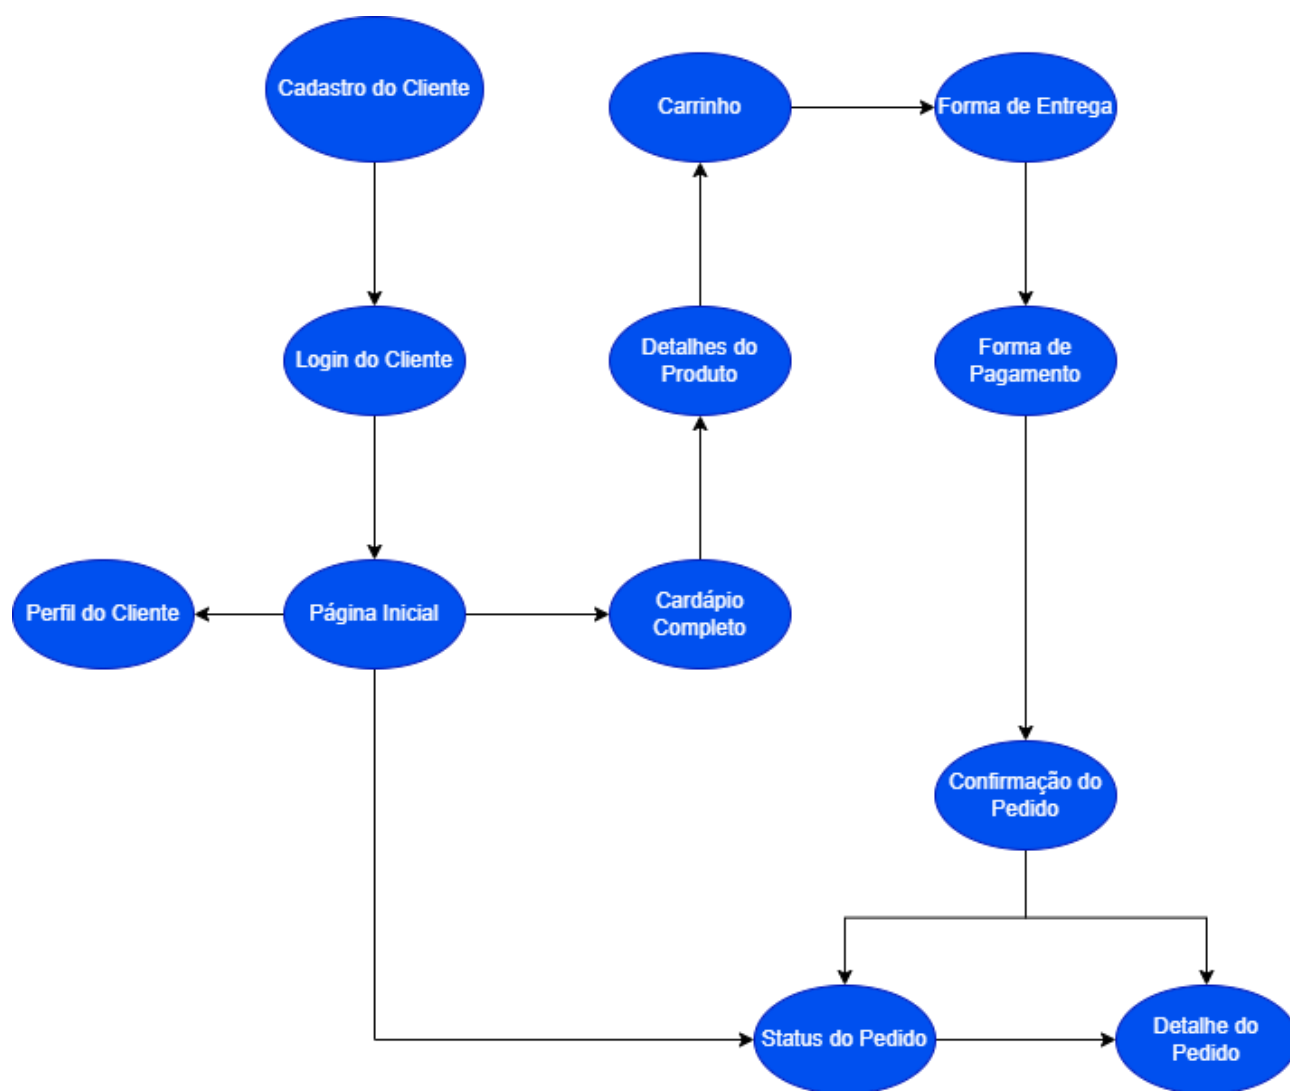 Cadastro do Cliente
Carrinho
Forma de Entrega
Login do Cliente
Detalhes do
Produto
Forma de
Pagamento
Perfil do Cliente
Página Inicial
Cardápio
Completo
Confirmação do
Pedido
Status do Pedido
Detalhe do
Pedido